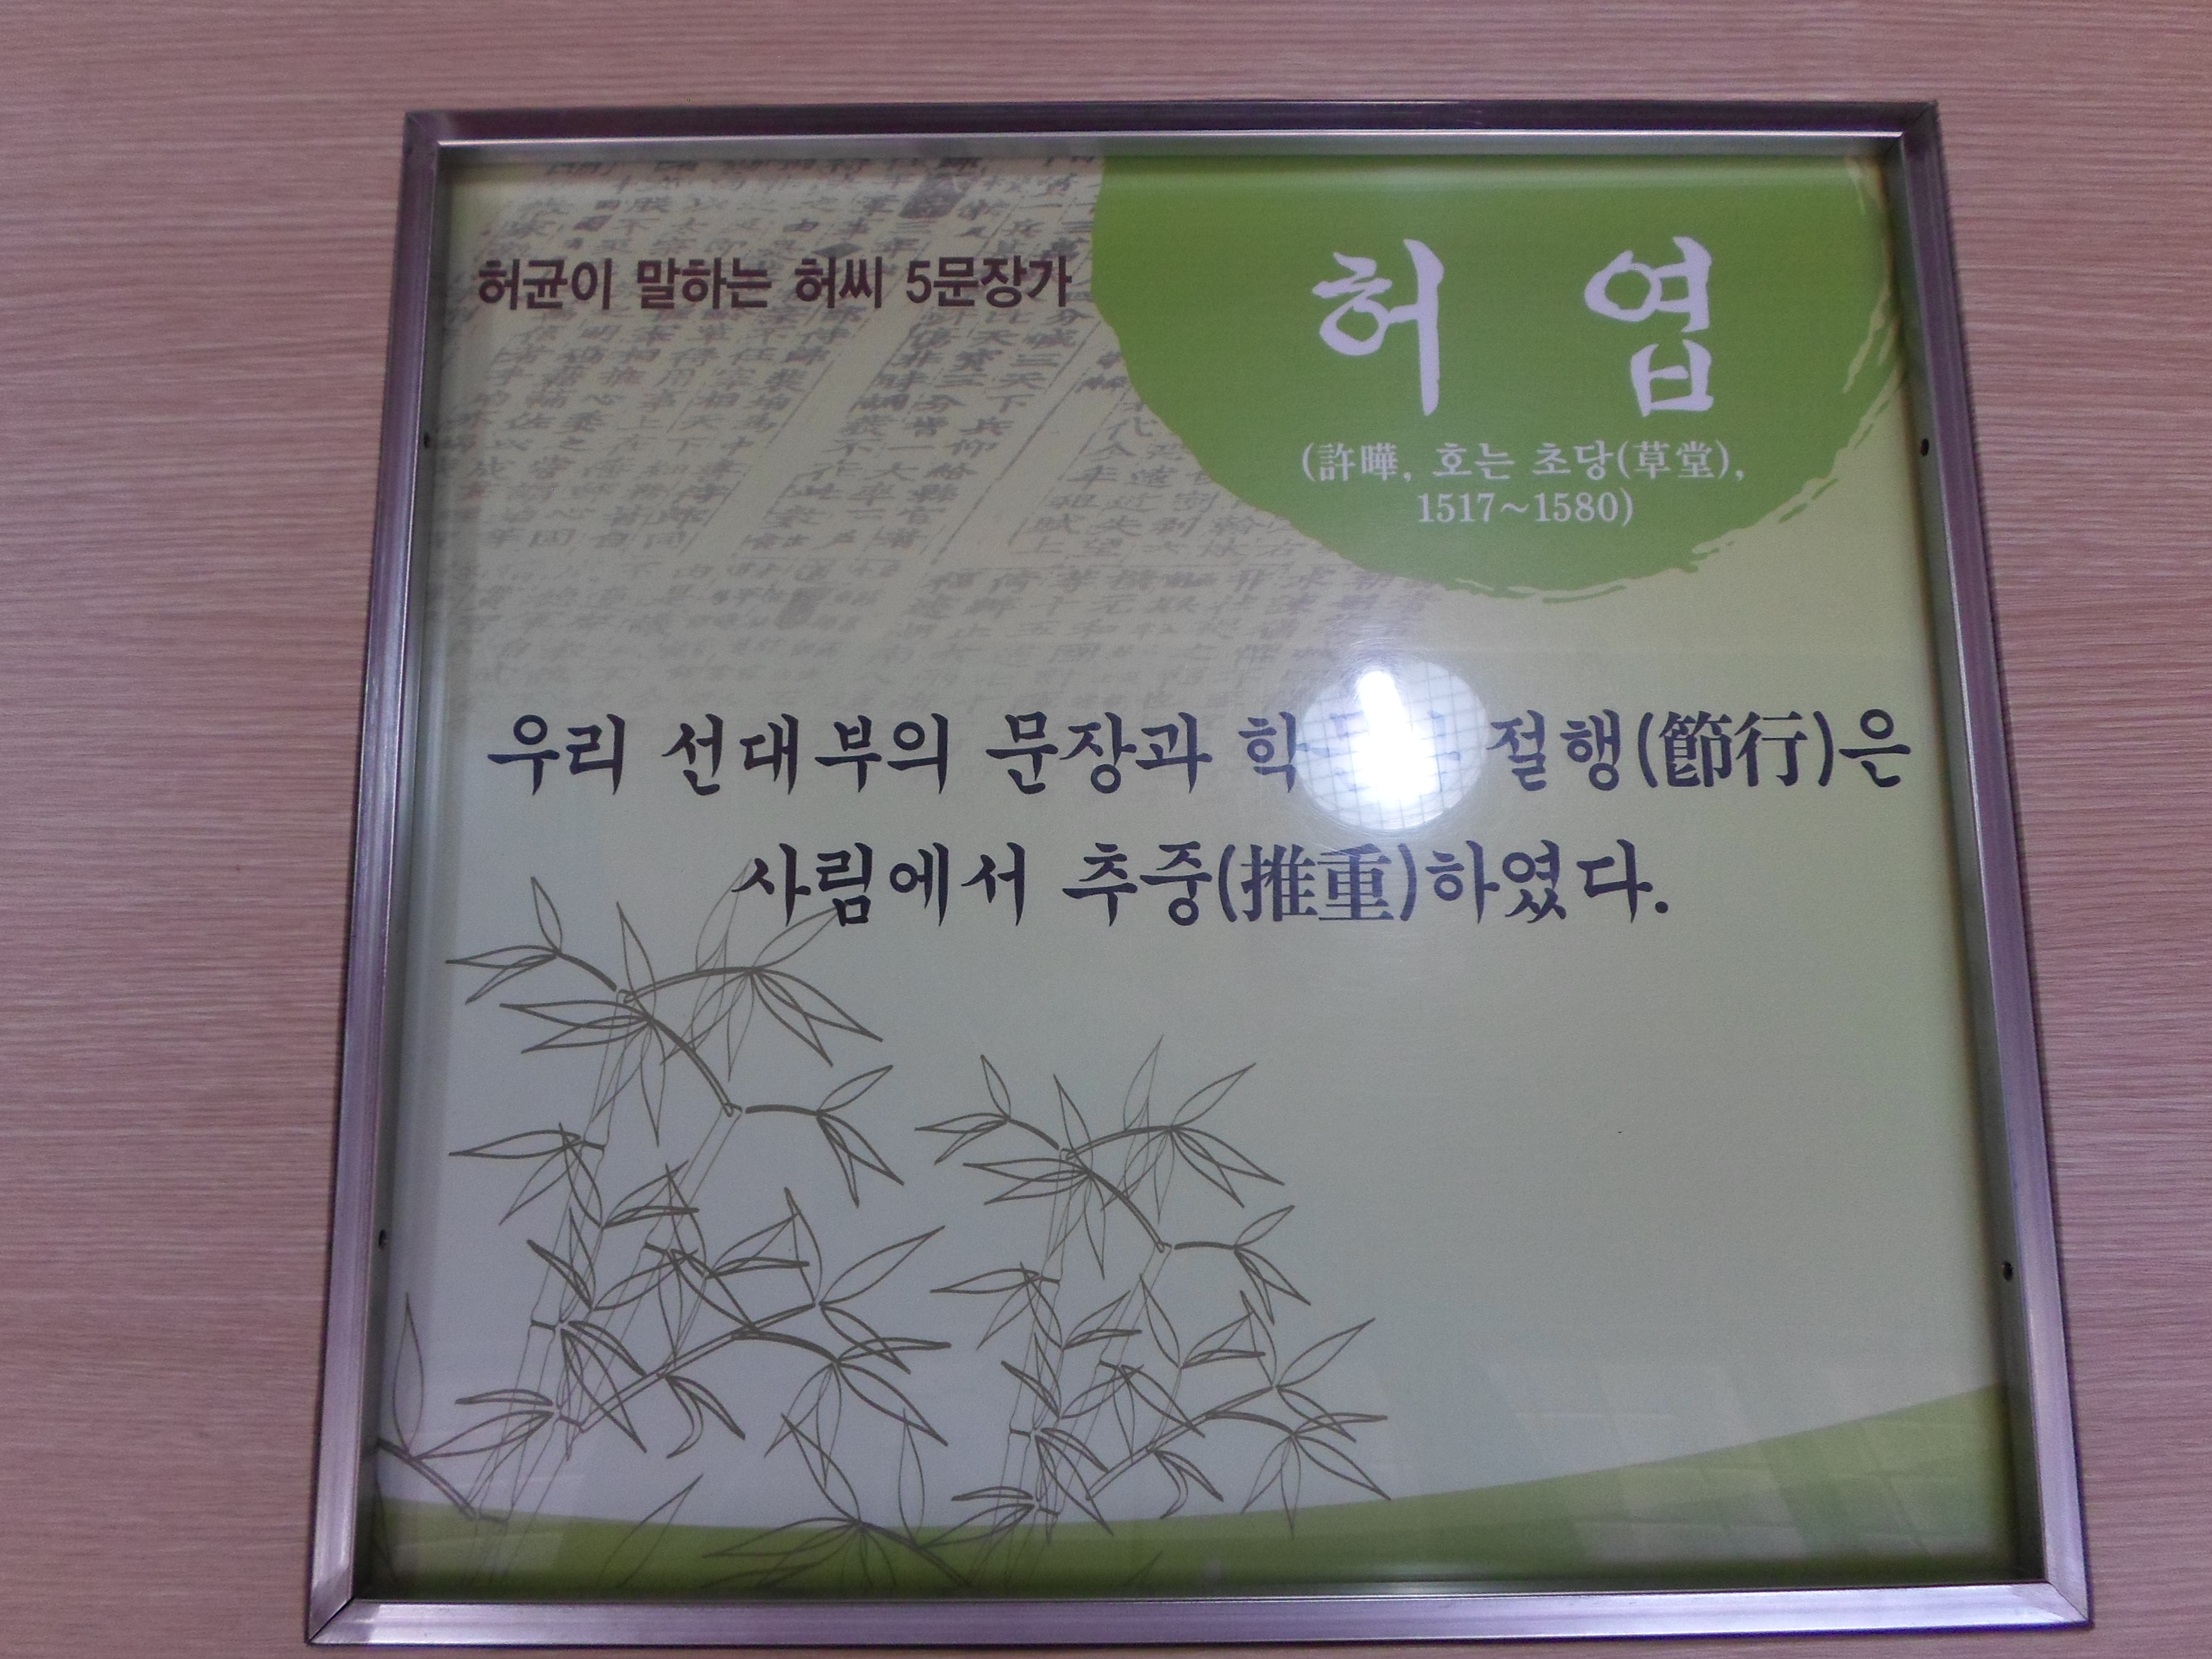 허균이 말하는 허씨 5문장가
허 엽
(許曄, 호는 초당(草堂),
1517~1580)
우리 선대부의 문장과 절행(節行)은
사림에서 추중(推重)하였다.